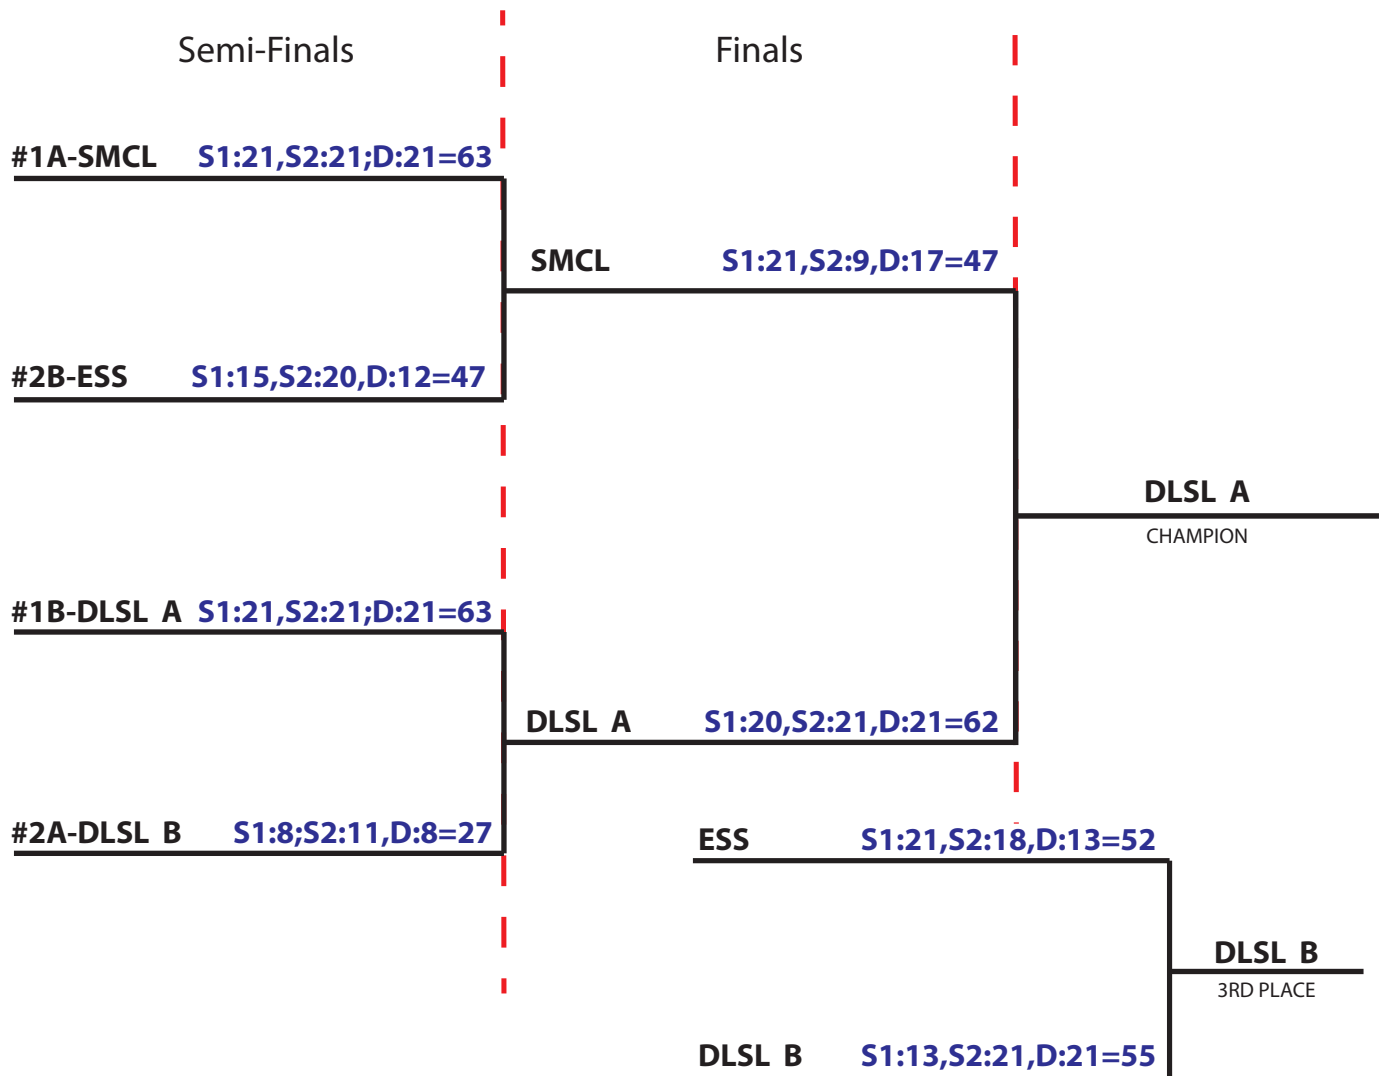 Semi-Finals
Finals
#1A-SMCL S1:21,S2:21;D:21=63
SMCL S1:21,S2:9,D:17=47
#2B-ESS S1:15,S2:20,D:12=47
DLSL A
CHAMPION
#1B-DLSL A S1:21,S2:21;D:21=63
DLSL A S1:20,S2:21,D:21=62
#2A-DLSL B S1:8;S2:11,D:8=27
ESS S1:21,S2:18,D:13=52
DLSL B
3RD PLACE
DLSL B S1:13,S2:21,D:21=55